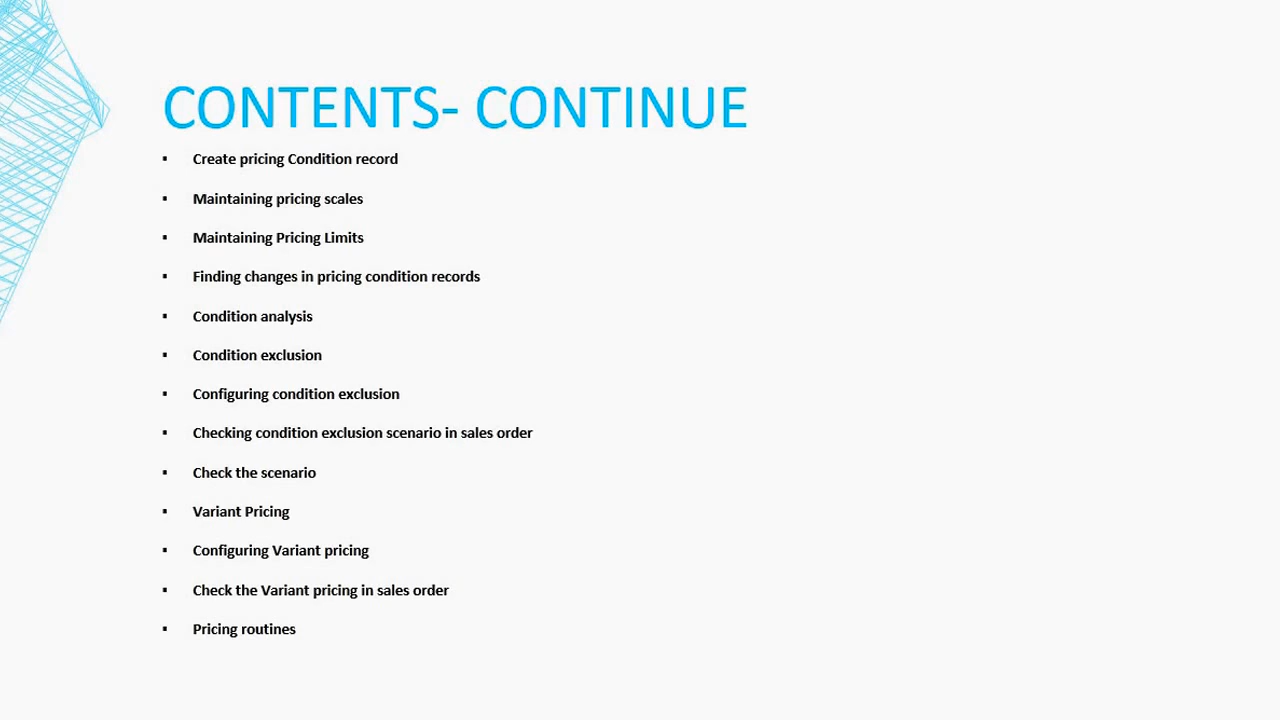 CONTENTS- CONTINUE
▪ Create pricing Condition record
▪ Maintaining pricing scales
▪ Maintaining Pricing Limits
▪ Finding changes in pricing condition records
▪ Condition analysis
▪ Condition exclusion
▪ Configuring condition exclusion
▪ Checking condition exclusion scenario in sales order
▪ Check the scenario
▪ Variant Pricing
▪ Configuring Variant pricing
▪ Check the Variant pricing in sales order
▪ Pricing routines